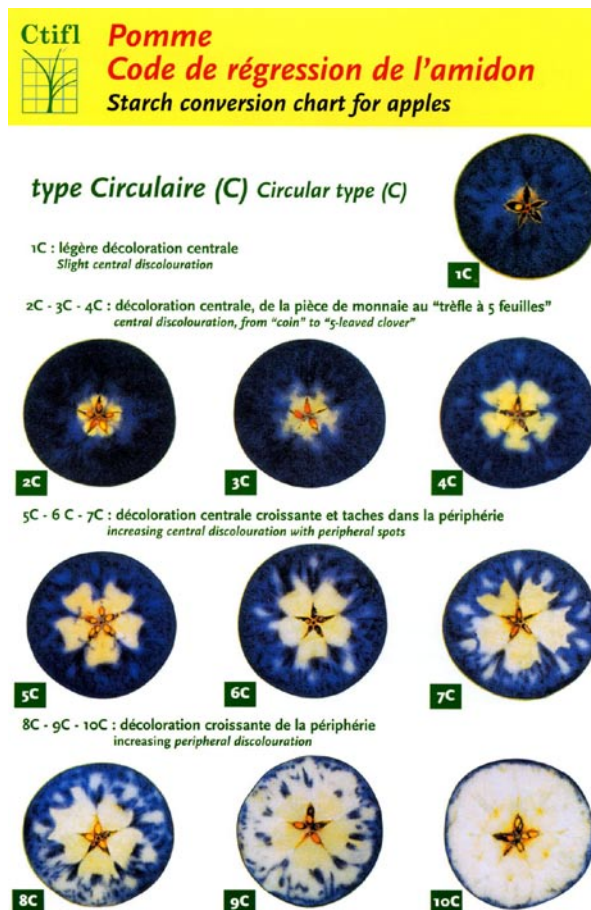 Ctifl
Pomme
Code de régression de l'amidon
Starch conversion chart for apples
type Circulaire (C) Circular type (C)
1C : légère décoloration centrale
Slight central discolouration
1C
2C - 3C - 4C : décoloration centrale, de la pièce de monnaie au "trèfle à 5 feuilles"
central discolouration, from "coin" to "5-leaved clover"
2C
3C
4C
5C - 6 C - 7C : décoloration centrale croissante et taches dans la périphérie
increasing central discolouration with peripheral spots
5C
6C
7C
8C - 9C - 10C : décoloration croissante de la périphérie
increasing peripheral discolouration
8C
9C
10C